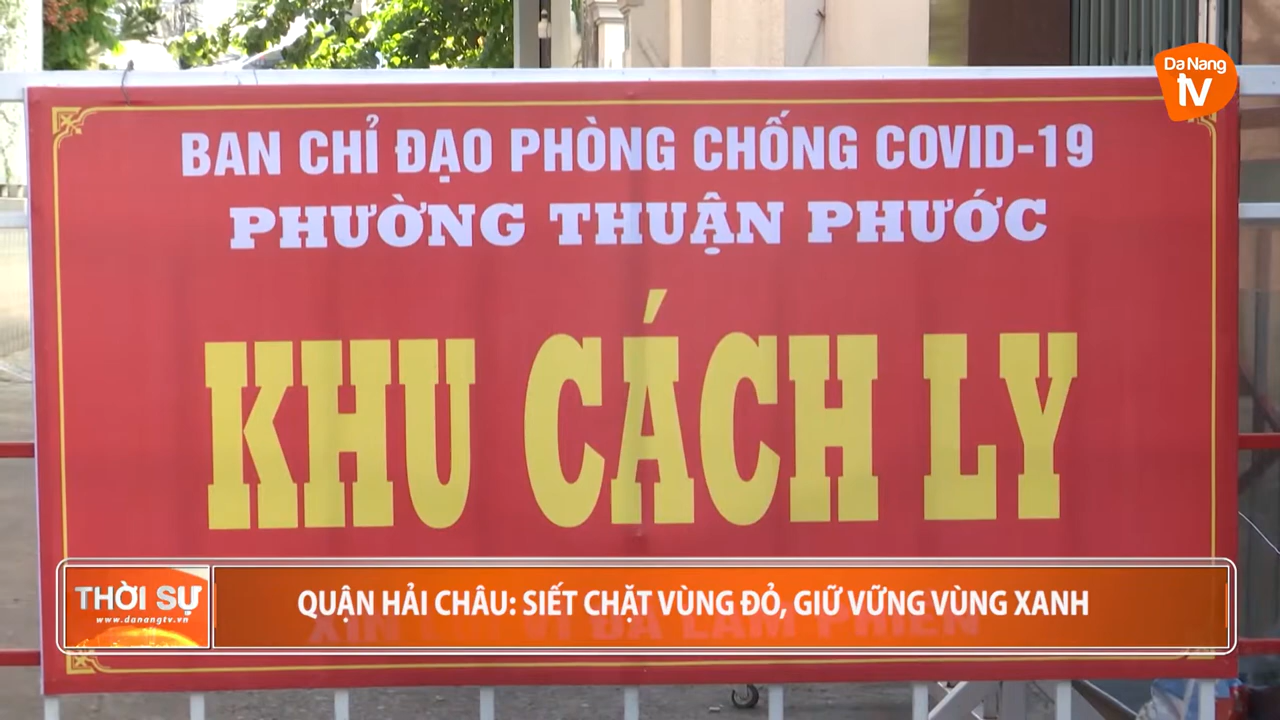 Da Nang
tv
BAN CHỈ ĐẠO PHÒNG CHỐNG COVID-19
PHƯỜNG THUẬN PHƯỚC
KHU CÁCH LY
THỜI SỰ
www.danangtv.vn
QUẬN HẢI CHÂU: SIẾT CHẶT VÙNG ĐỎ, GIỮ VỮNG VÙNG XANH